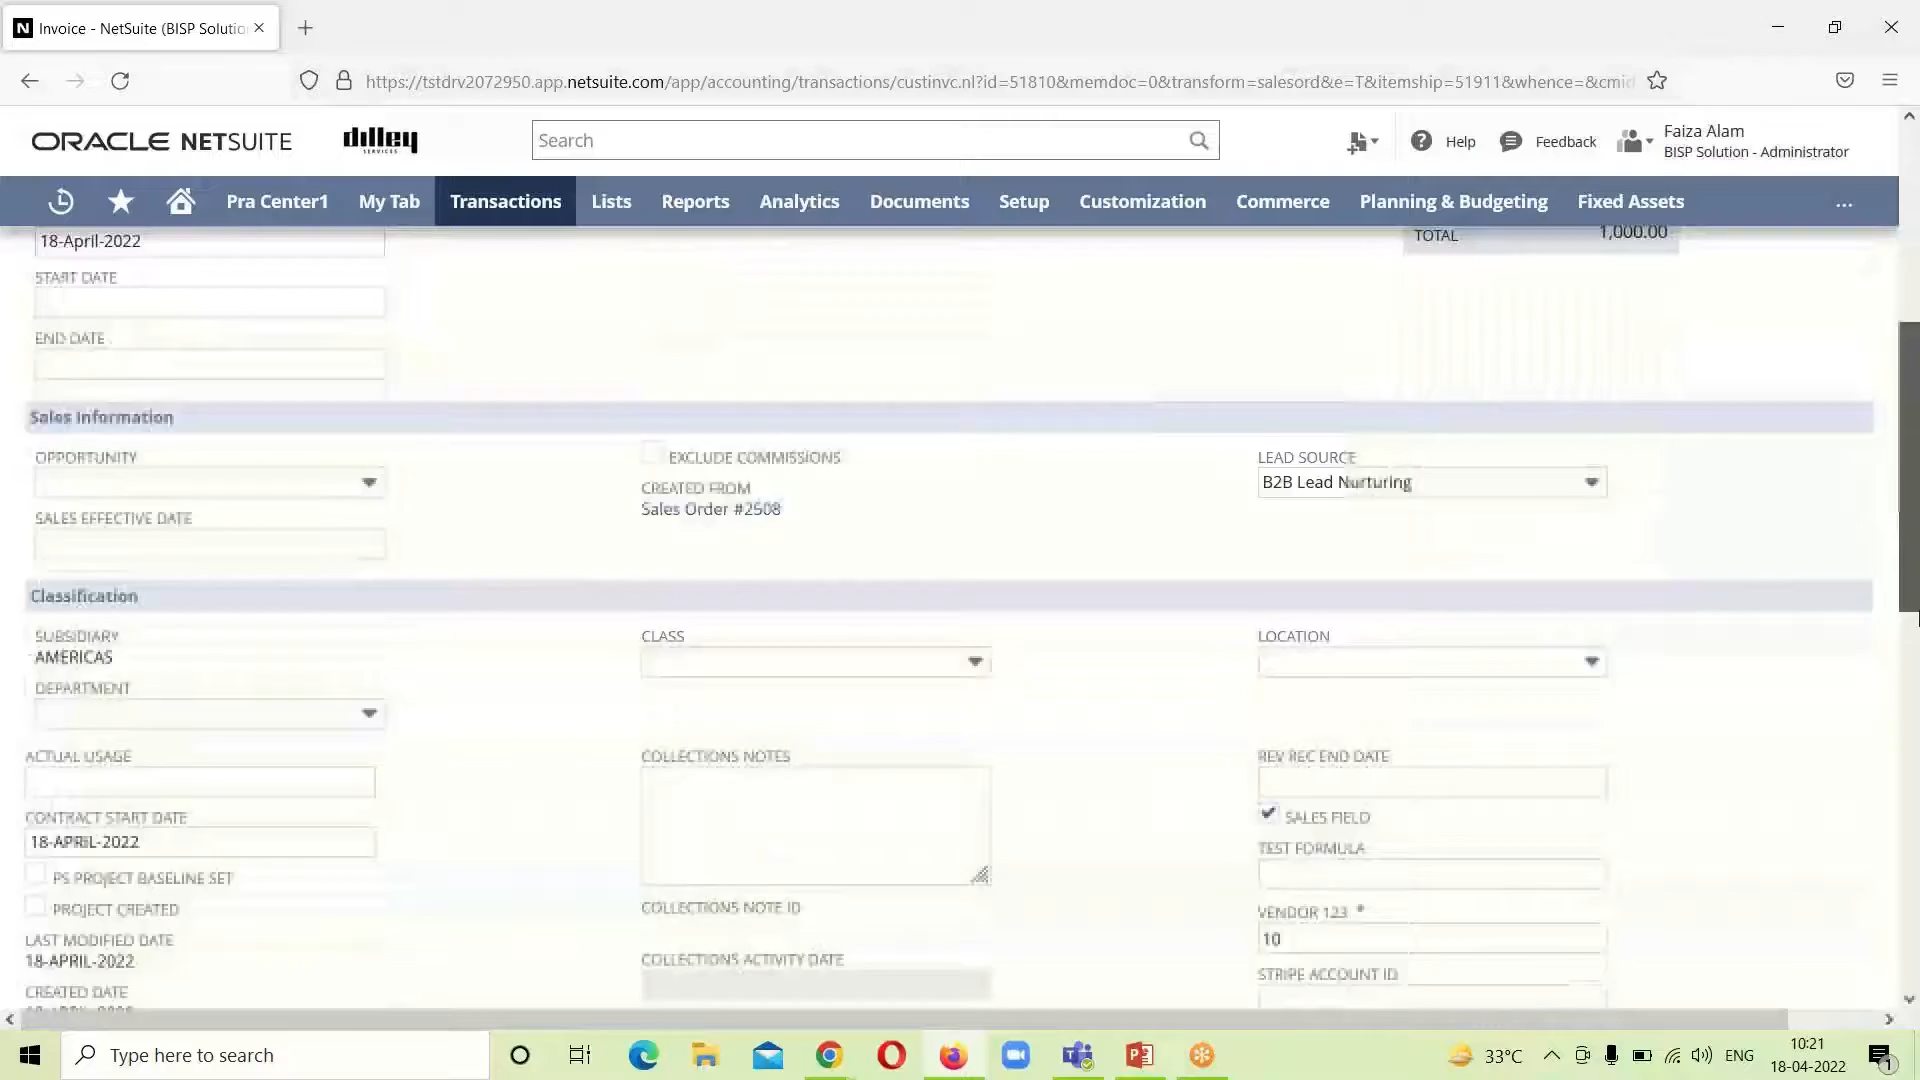 Invoice - NetSuite (BISP Solutio
https://tstdrv2072950.app.netsuite.com/app/accounting/transactions/custinvc.nl?id=51810&memdoc=0&transform=salesord&e=T&itemship=51911&whence=&cmid
ORACLE NETSUITE
dilley
SERVICES
Search
Help
Feedback
Faiza Alam
BISP Solution - Administrator
Pra Center1
My Tab
Transactions
Lists
Reports
Analytics
Documents
Setup
Customization
Commerce
Planning & Budgeting
Fixed Assets
...
18-April-2022
TOTAL 1,000.00
START DATE
END DATE
Sales Information
OPPORTUNITY
EXCLUDE COMMISSIONS
LEAD SOURCE
B2B Lead Nurturing
CREATED FROM
Sales Order #2508
SALES EFFECTIVE DATE
Classification
SUBSIDIARY
AMERICAS
CLASS
LOCATION
DEPARTMENT
ACTUAL USAGE
COLLECTIONS NOTES
REV REC END DATE
CONTRACT START DATE
18-APRIL-2022
SALES FIELD
TEST FORMULA
PS PROJECT BASELINE SET
PROJECT CREATED
COLLECTIONS NOTE ID
VENDOR 123 *
10
LAST MODIFIED DATE
18-APRIL-2022
COLLECTIONS ACTIVITY DATE
STRIPE ACCOUNT ID
CREATED DATE
Type here to search
33°C
ENG
10:21
18-04-2022
1